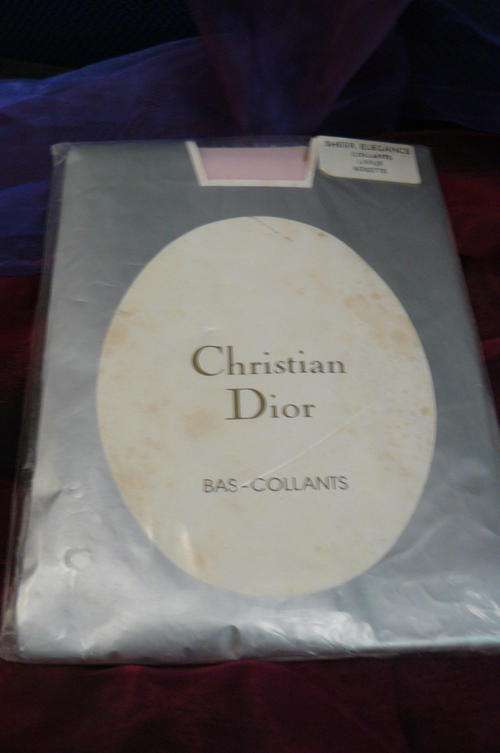 SHEER ELEGANCE
Christian
Dior
BAS-COLLANTS